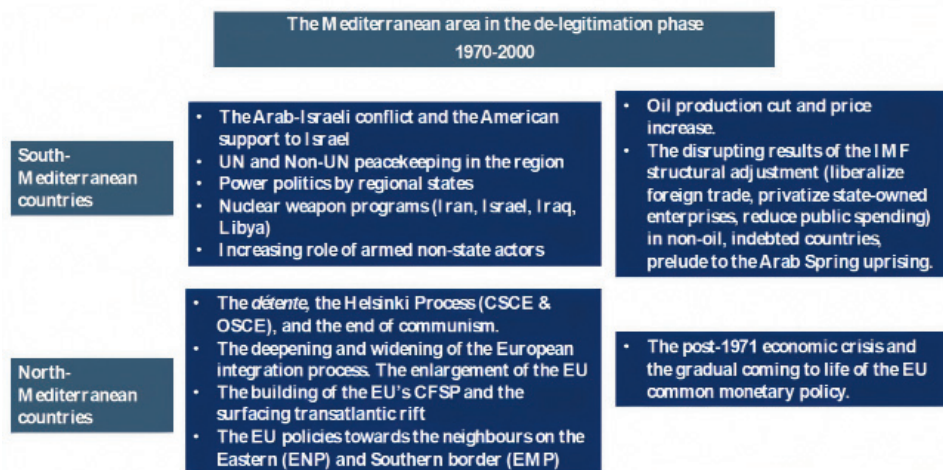 The Mediterranean area in the de-legitimation phase
1970-2000
South-
Mediterranean
countries
• The Arab-Israeli conflict and the American
support to Israel
• UN and Non-UN peacekeeping in the region
• Power politics by regional states
• Nuclear weapon programs (Iran, Israel, Iraq,
Libya)
• Increasing role of armed non-state actors
• Oil production cut and price
increase.
• The disrupting results of the IMF
structural adjustment (liberalize
foreign trade, privatize state-owned
enterprises, reduce public spending)
in non-oil, indebted countries,
prelude to the Arab Spring uprising.
North-
Mediterranean
countries
• The détente, the Helsinki Process (CSCE &
OSCE), and the end of communism.
• The deepening and widening of the European
integration process. The enlargement of the EU
• The building of the EU's CFSP and the
surfacing transatlantic rift
• The EU policies towards the neighbours on the
Eastern (ENP) and Southern border (EMP)
• The post-1971 economic crisis and
the gradual coming to life of the EU
common monetary policy.